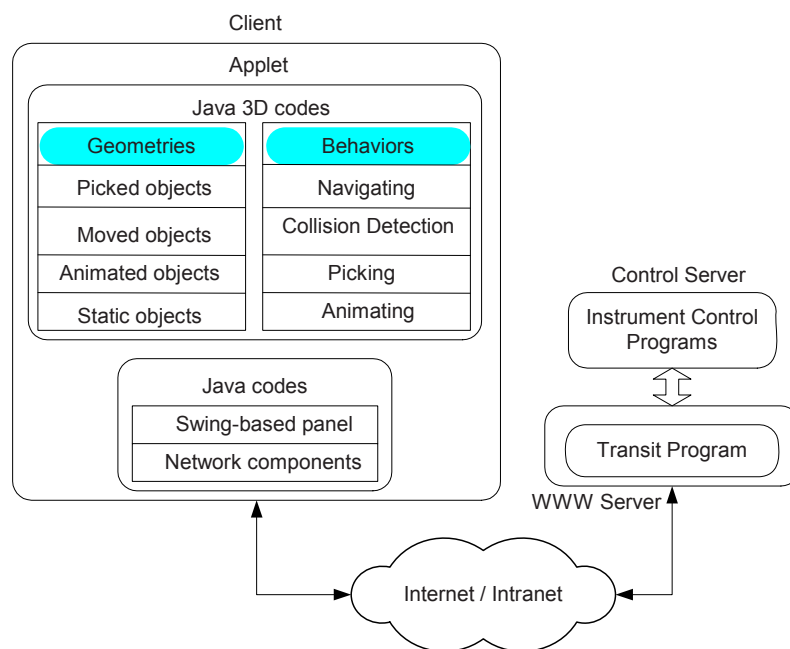 Client
Applet
Java 3D codes
Geometries
Picked objects
Moved objects
Animated objects
Static objects
Behaviors
Navigating
Collision Detection
Picking
Animating
Java codes
Swing-based panel
Network components
Control Server
Instrument Control
Programs
Transit Program
WWW Server
Internet / Intranet